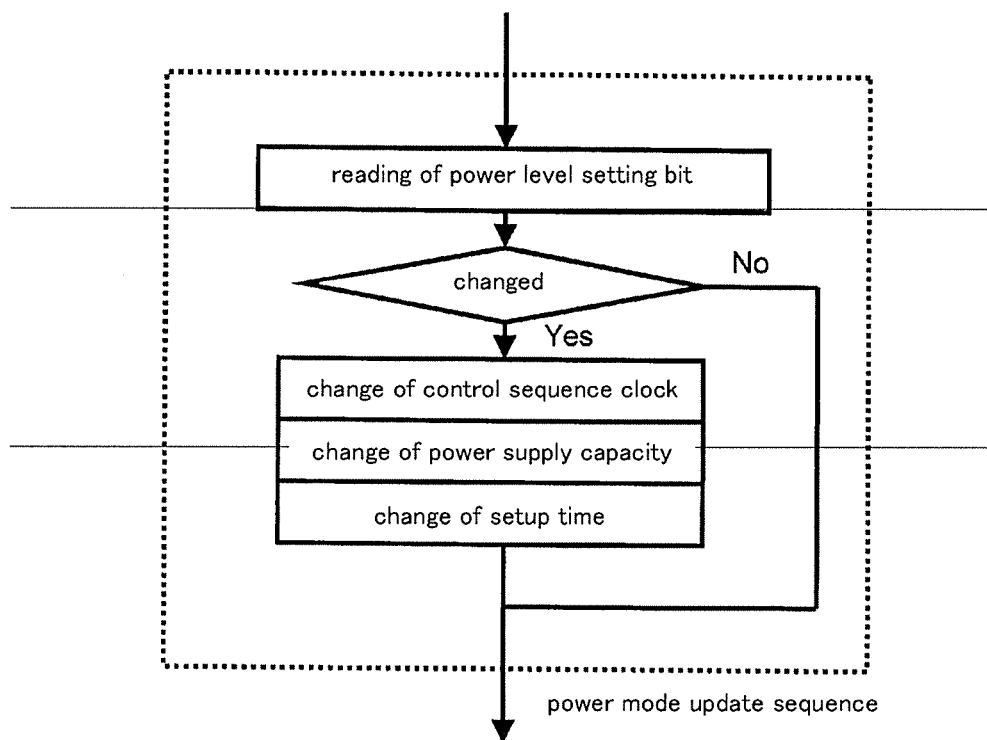 reading of power level setting bit
changed
No
Yes
change of control sequence clock
change of power supply capacity
change of setup time
power mode update sequence